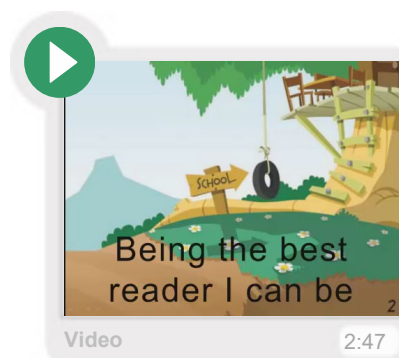 SCHOOL
Being the best
reader I can be
2
Video
2:47